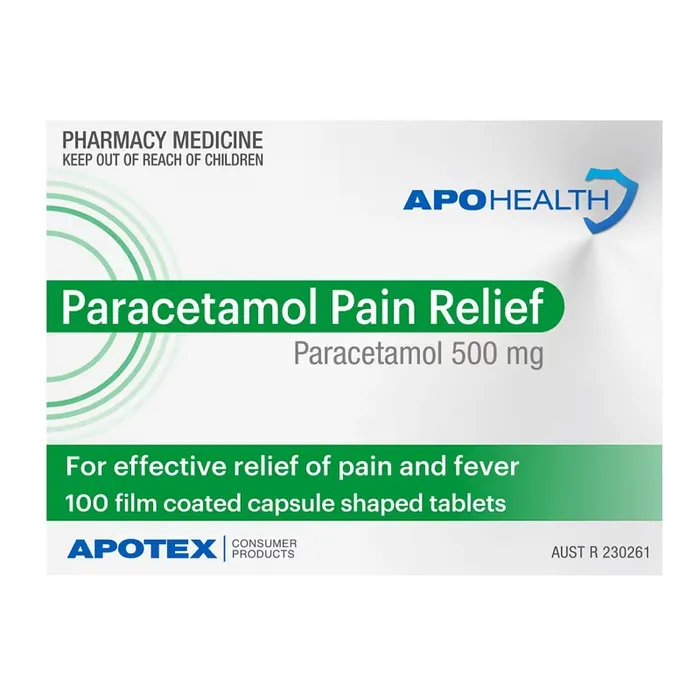 PHARMACY MEDICINE
KEEP OUT OF REACH OF CHILDREN
APOHEALTH
Paracetamol Pain Relief
Paracetamol 500 mg
For effective relief of pain and fever
100 film coated capsule shaped tablets
APOTEX CONSUMER
PRODUCTS
AUST R 230261